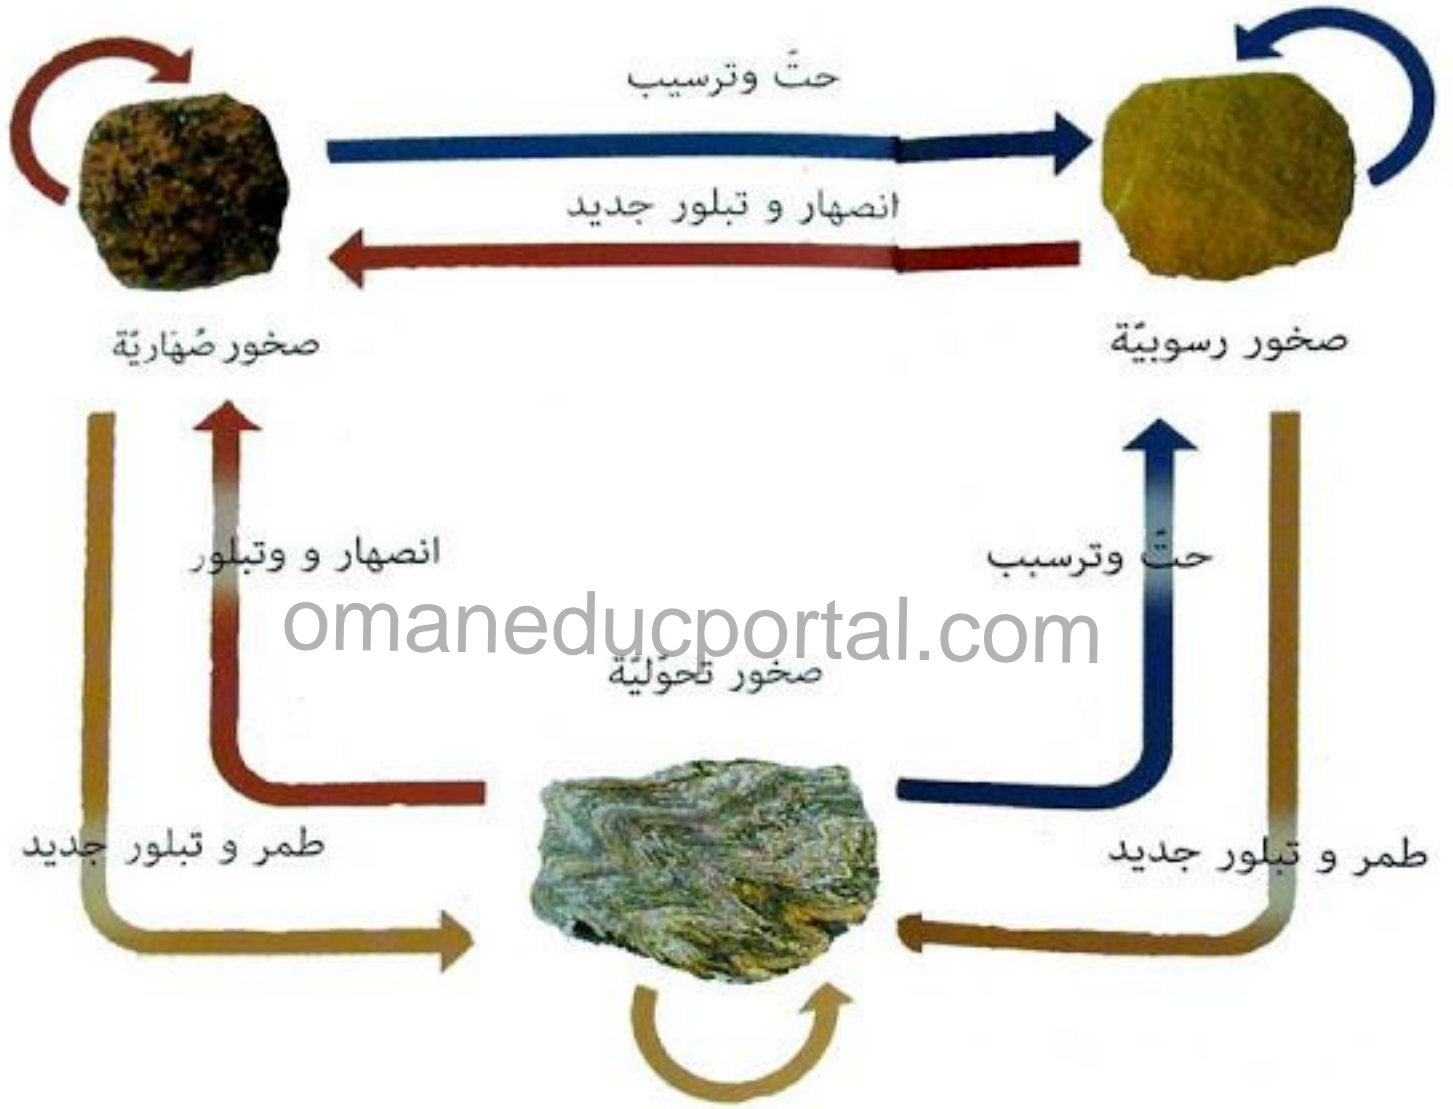 حتّ وترسيب
انصهار و تبلور جديد
صخور رسوبيّة
صخور صُهَاريّة
حتّ وترسبب
انصهار و وتبلور
omaneducportal.com
صخور تحوّليّة
طمر و تبلور جديد
طمر و تبلور جديد